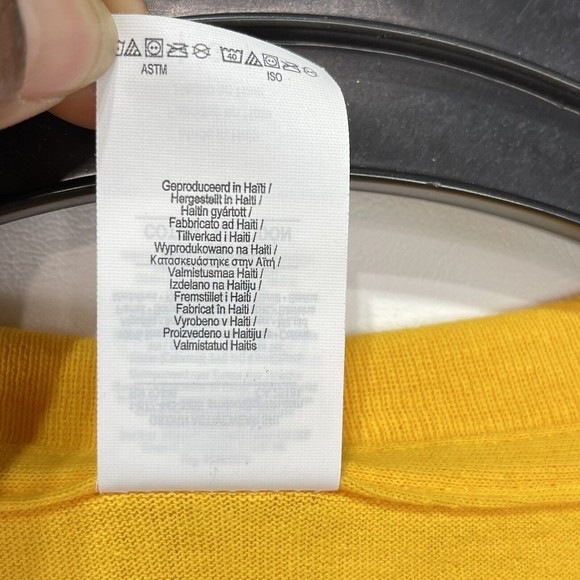 40
ASTM
ISO
Geproduceerd in Haïti /
Hergestellt in Haiti /
Haitin gyártott /
Fabbricato ad Haiti /
Tillverkad i Haiti /
Wyprodukowano na Haiti /
Κατασκευάστηκε στην Αϊτή /
Valmistusmaa Haiti /
Izdelano na Haitiju /
Fremstillet i Haiti /
Fabricat în Haiti /
Vyrobeno v Haiti /
Proizvedeno u Haitiju /
Valmistatud Haitis